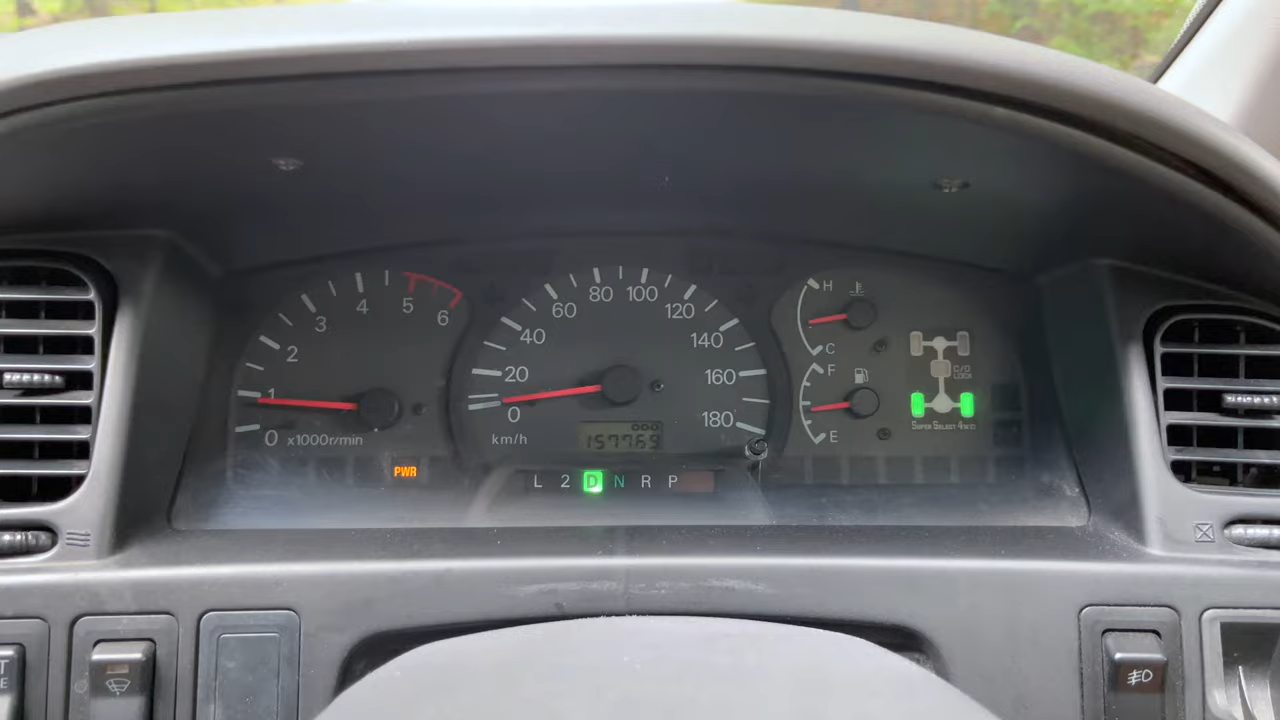 0 1 2 3 4 5 6
x1000r/min
PWR
0 20 40 60 80 100 120 140 160 180
km/h
000
157769
L 2 D N R P
H
C
F
E
C/D
LOCK
SUPER SELECT 4WD
T
E